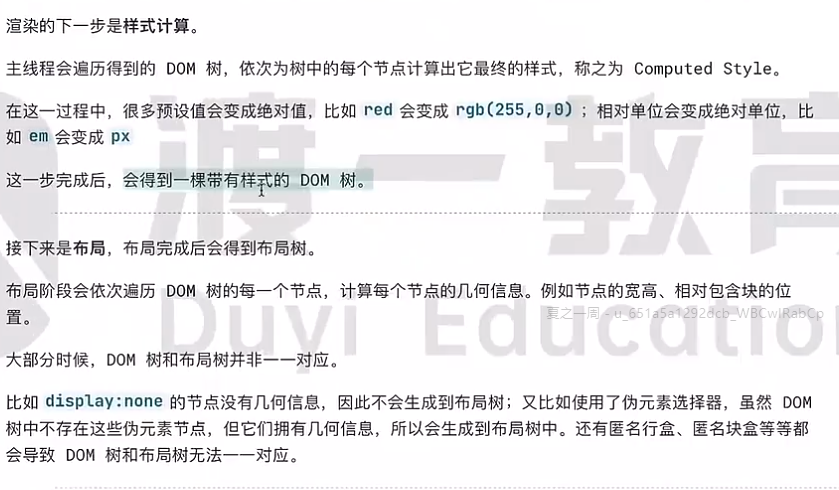 渲染的下一步是样式计算。
主线程会遍历得到的 DOM 树，依次为树中的每个节点计算出它最终的样式，称之为 Computed Style。
在这一过程中，很多预设值会变成绝对值，比如 red 会变成 rgb(255,0,0)；相对单位会变成绝对单位，比
如 em 会变成 px
这一步完成后，会得到一棵带有样式的 DOM 树。
接下来是布局，布局完成后会得到布局树。
布局阶段会依次遍历 DOM 树的每一个节点，计算每个节点的几何信息。例如节点的宽高、相对包含块的位
置。
夏之一周 - u_651a5a1292dcb_WBCwIRabCp
大部分时候，DOM 树和布局树并非一一对应。
比如 display:none 的节点没有几何信息，因此不会生成到布局树；又比如使用了伪元素选择器，虽然 DOM
树中不存在这些伪元素节点，但它们拥有几何信息，所以会生成到布局树中。还有匿名行盒、匿名块盒等等都
会导致 DOM 树和布局树无法一一对应。
渡一教育
Duyi Education